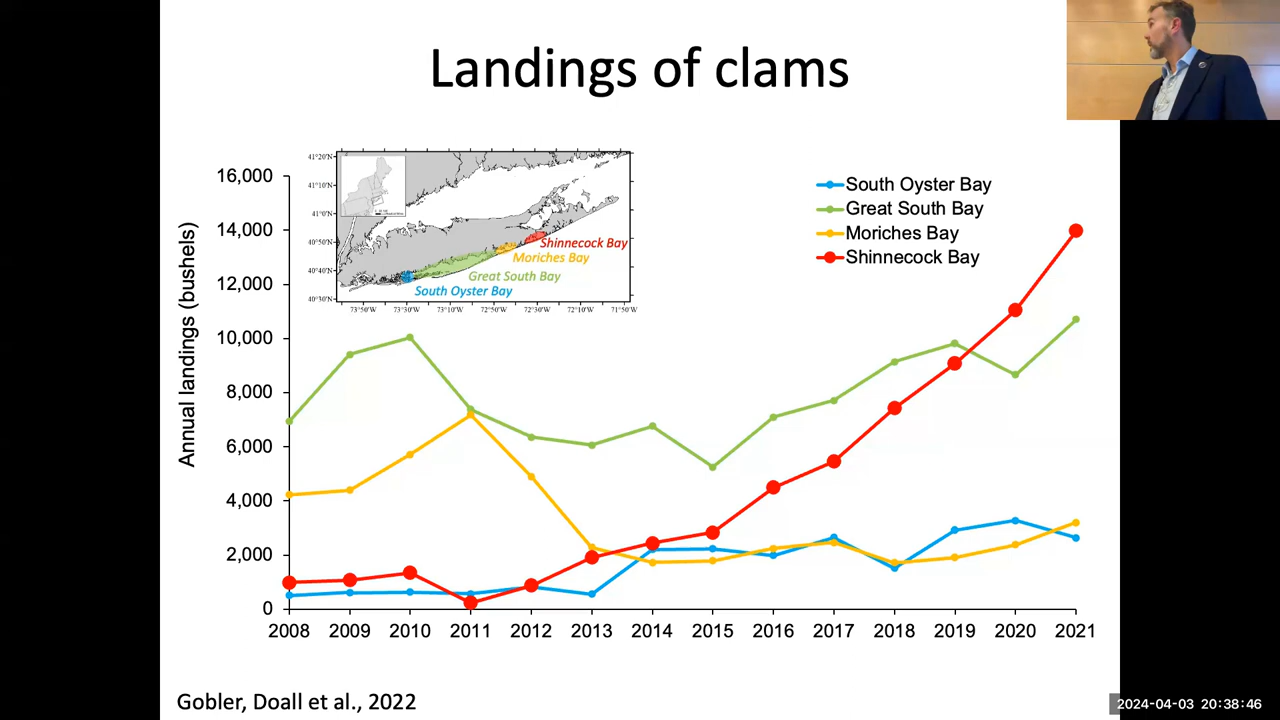 Landings of clams
16,000
14,000
12,000
10,000
8,000
6,000
4,000
2,000
0
Annual landings (bushels)
41°20'N
41°10'N
41°0'N
40°50'N
40°40'N
40°30'N
73°50'W 73°30'W 73°10'W 72°50'W 72°30'W 72°10'W 71°50'W
Shinnecock Bay
Moriches Bay
Great South Bay
South Oyster Bay
South Oyster Bay
Great South Bay
Moriches Bay
Shinnecock Bay
2008 2009 2010 2011 2012 2013 2014 2015 2016 2017 2018 2019 2020 2021
Gobler, Doall et al., 2022
2024-04-03 20:38:46